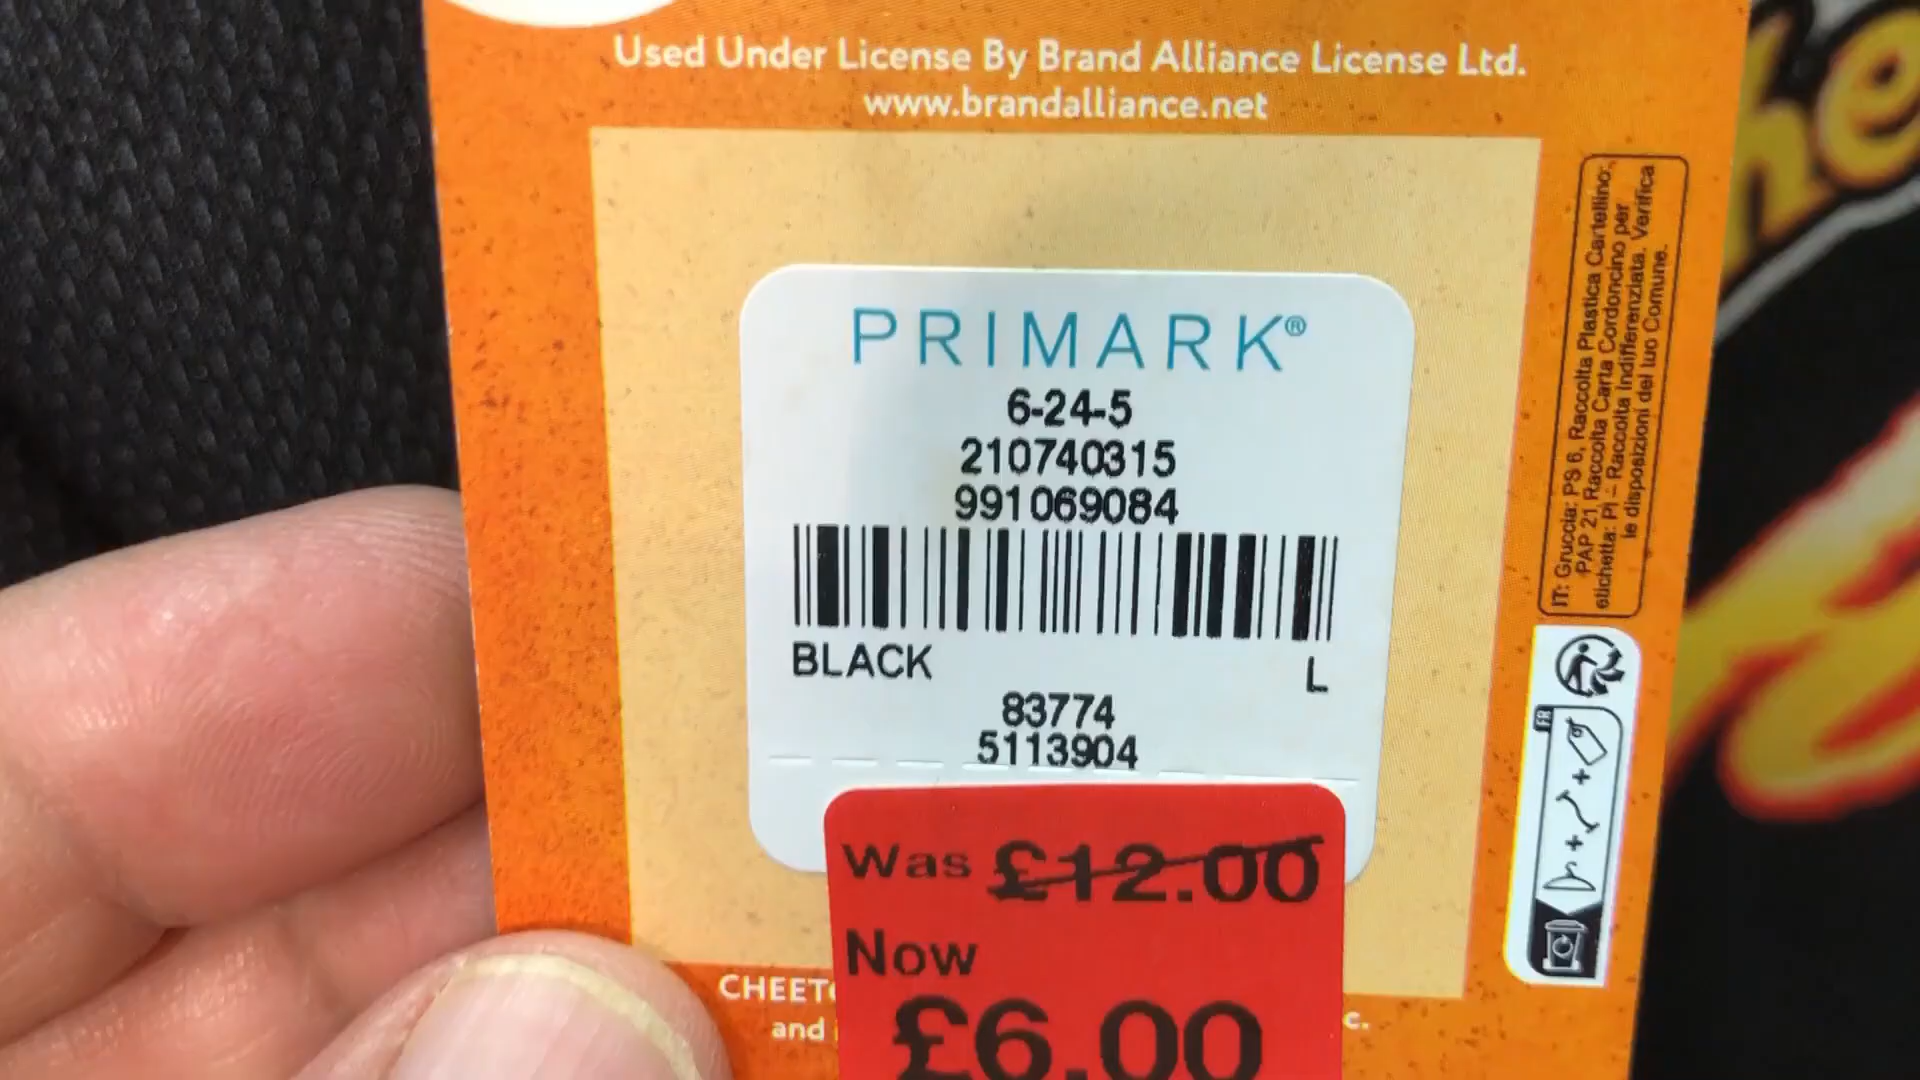 Used Under License By Brand Alliance License Ltd.
www.brandalliance.net
PRIMARK®
6-24-5
210740315
991069084
BLACK
L
83774
5113904
Was £12.00
Now
£6.00
CHEETO
and
c.
IT: Gruccia: PS 6, Raccolta Plastica Cartellino:
PAP 21 Raccolta Carta Cordoncino per
etichetta: PI - Raccolta Indifferenziata. Verifica
le disposizioni del tuo Comune.
FR
he